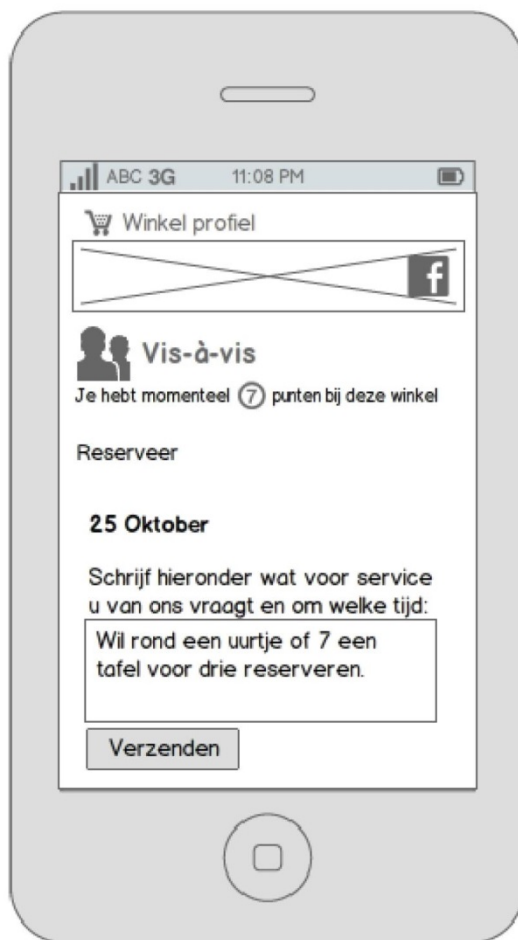 ABC 3G 11:08 PM
Winkel profiel
f
Vis-à-vis
Je hebt momenteel 7 punten bij deze winkel
Reserveer
25 Oktober
Schrijf hieronder wat voor service
u van ons vraagt en om welke tijd:
Wil rond een uurtje of 7 een
tafel voor drie reserveren.
Verzenden